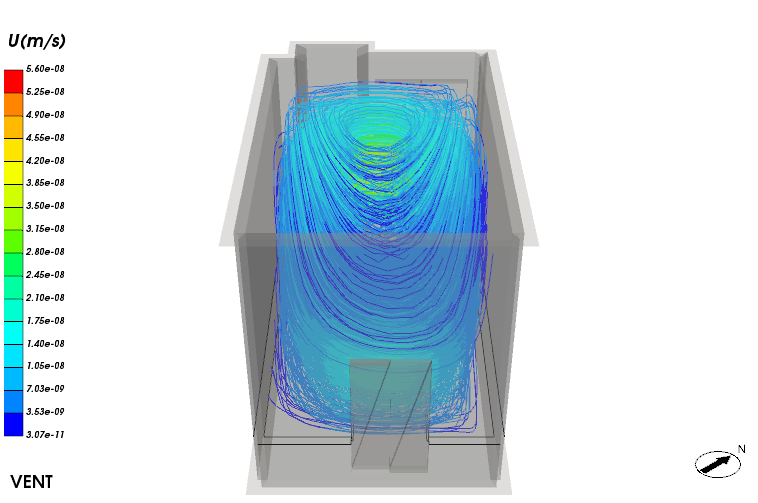 U(m/s)
5.60e-08
5.25e-08
4.90e-08
4.55e-08
4.20e-08
3.85e-08
3.50e-08
3.15e-08
2.80e-08
2.45e-08
2.10e-08
1.75e-08
1.40e-08
1.05e-08
7.03e-09
3.53e-09
3.07e-11
N
VENT